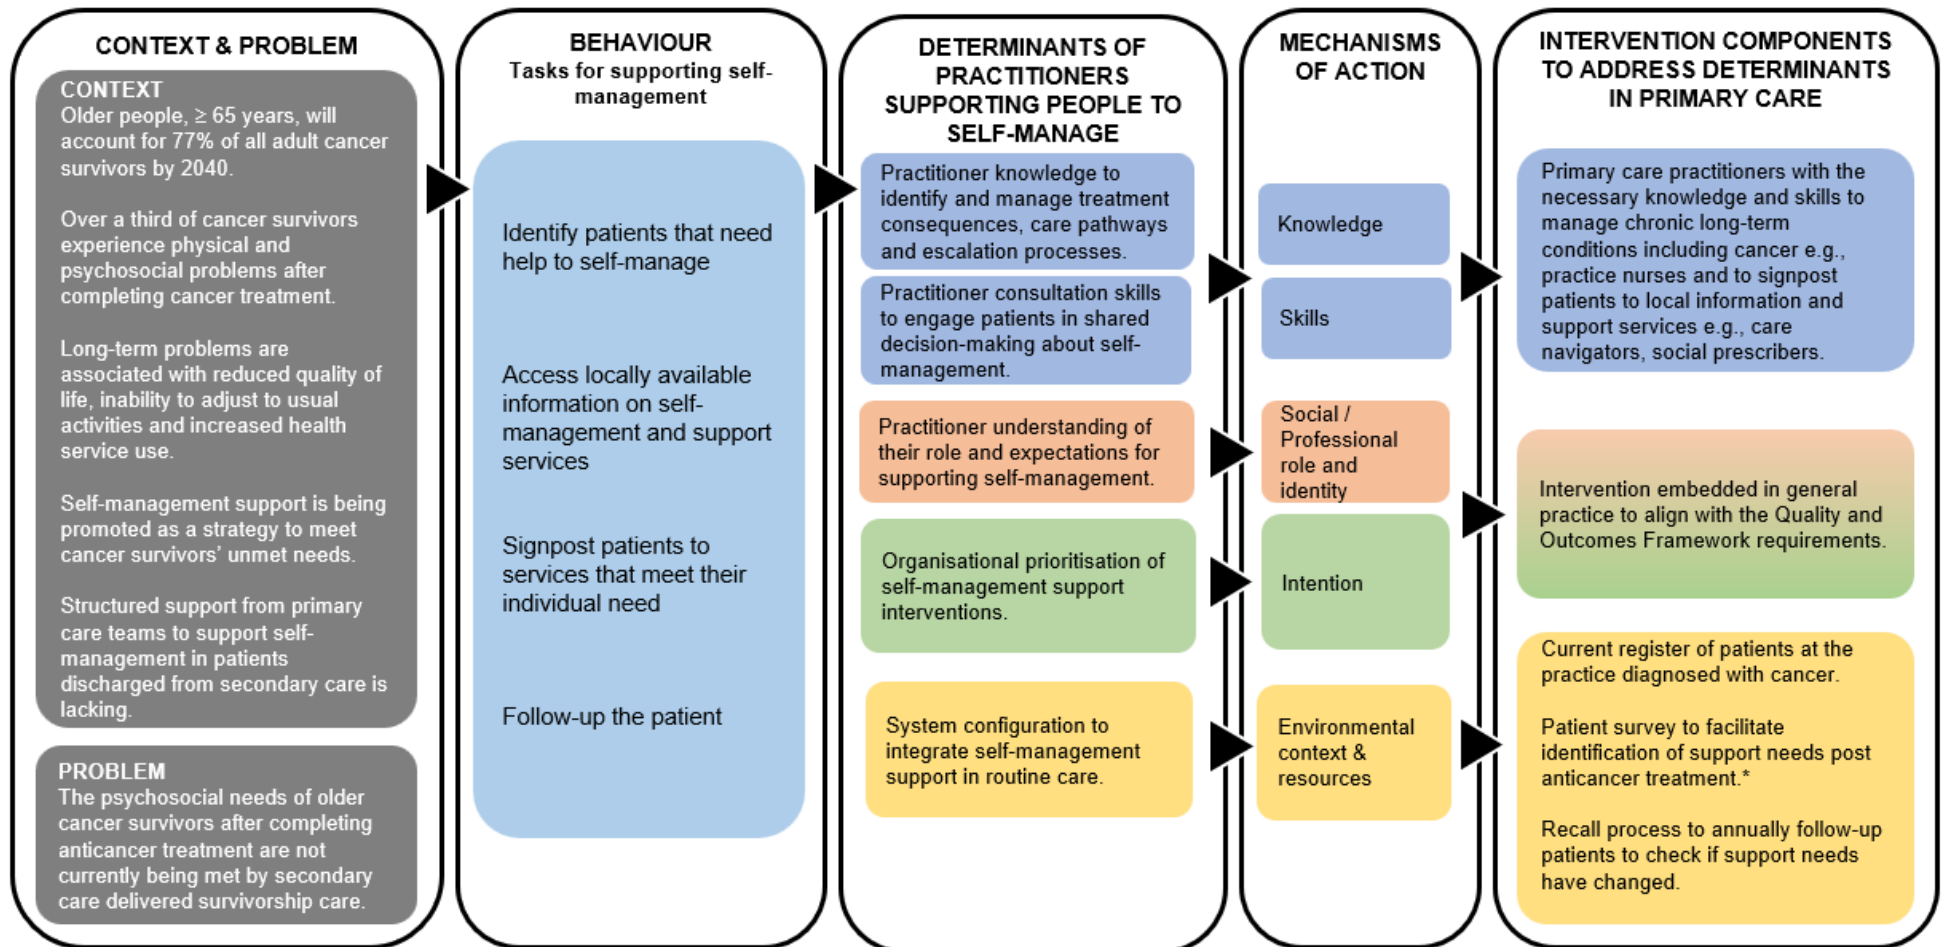 CONTEXT & PROBLEM
CONTEXT
Older people, ≥ 65 years, will
account for 77% of all adult cancer
survivors by 2040.
Over a third of cancer survivors
experience physical and
psychosocial problems after
completing cancer treatment.
Long-term problems are
associated with reduced quality of
life, inability to adjust to usual
activities and increased health
service use.
Self-management support is being
promoted as a strategy to meet
cancer survivors’ unmet needs.
Structured support from primary
care teams to support self-
management in patients
discharged from secondary care is
lacking.
PROBLEM
The psychosocial needs of older
cancer survivors after completing
anticancer treatment are not
currently being met by secondary
care delivered survivorship care.
BEHAVIOUR
Tasks for supporting self-
management
Identify patients that need
help to self-manage
Access locally available
information on self-
management and support
services
Signpost patients to
services that meet their
individual need
Follow-up the patient
DETERMINANTS OF
PRACTITIONERS
SUPPORTING PEOPLE TO
SELF-MANAGE
Practitioner knowledge to
identify and manage treatment
consequences, care pathways
and escalation processes.
Practitioner consultation skills
to engage patients in shared
decision-making about self-
management.
Practitioner understanding of
their role and expectations for
supporting self-management.
Organisational prioritisation of
self-management support
interventions.
System configuration to
integrate self-management
support in routine care.
MECHANISMS
OF ACTION
Knowledge
Skills
Social /
Professional
role and
identity
Intention
Environmental
context &
resources
INTERVENTION COMPONENTS
TO ADDRESS DETERMINANTS
IN PRIMARY CARE
Primary care practitioners with the
necessary knowledge and skills to
manage chronic long-term
conditions including cancer e.g.,
practice nurses and to signpost
patients to local information and
support services e.g., care
navigators, social prescribers.
Intervention embedded in general
practice to align with the Quality and
Outcomes Framework requirements.
Current register of patients at the
practice diagnosed with cancer.
Patient survey to facilitate
identification of support needs post
anticancer treatment.*
Recall process to annually follow-up
patients to check if support needs
have changed.